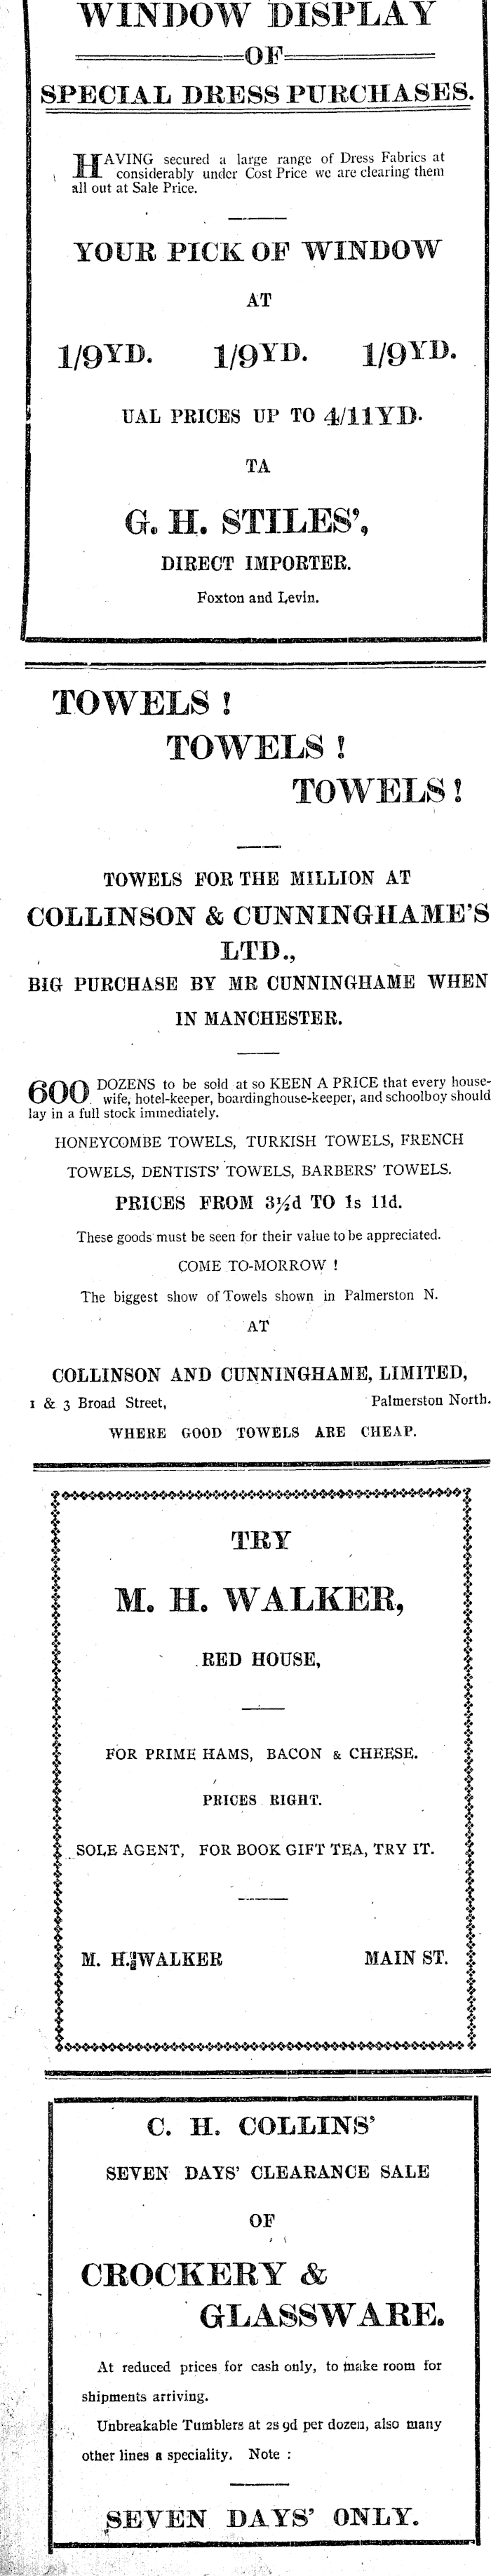 WINDOW DISPLAY
OF
SPECIAL DRESS PURCHASES.
HAVING secured a large range of Dress Fabrics at
considerably under Cost Price we are clearing them
all out at Sale Price.
YOUR PICK OF WINDOW
AT
1/9YD. 1/9YD. 1/9YD.
UAL PRICES UP TO 4/11YD.
TA
G. H. STILES',
DIRECT IMPORTER.
Foxton and Levin.
TOWELS !
TOWELS !
TOWELS !
TOWELS FOR THE MILLION AT
COLLINSON & CUNNINGHAME'S
LTD.,
BIG PURCHASE BY MR CUNNINGHAME WHEN
IN MANCHESTER.
600 DOZENS to be sold at so KEEN A PRICE that every house-
wife, hotel-keeper, boardinghouse-keeper, and schoolboy should
lay in a full stock immediately.
HONEYCOMBE TOWELS, TURKISH TOWELS, FRENCH
TOWELS, DENTISTS' TOWELS, BARBERS' TOWELS.
PRICES FROM 3½d TO 1s 11d.
These goods must be seen for their value to be appreciated.
COME TO-MORROW !
The biggest show of Towels shown in Palmerston N.
AT
COLLINSON AND CUNNINGHAME, LIMITED,
1 & 3 Broad Street, Palmerston North.
WHERE GOOD TOWELS ARE CHEAP.
TRY
M. H. WALKER,
RED HOUSE,
FOR PRIME HAMS, BACON & CHEESE.
PRICES RIGHT.
SOLE AGENT, FOR BOOK GIFT TEA, TRY IT.
M. H. WALKER MAIN ST.
C. H. COLLINS'
SEVEN DAYS' CLEARANCE SALE
OF
CROCKERY &
GLASSWARE.
At reduced prices for cash only, to make room for
shipments arriving.
Unbreakable Tumblers at 2s 9d per dozen, also many
other lines a speciality. Note :
SEVEN DAYS' ONLY.